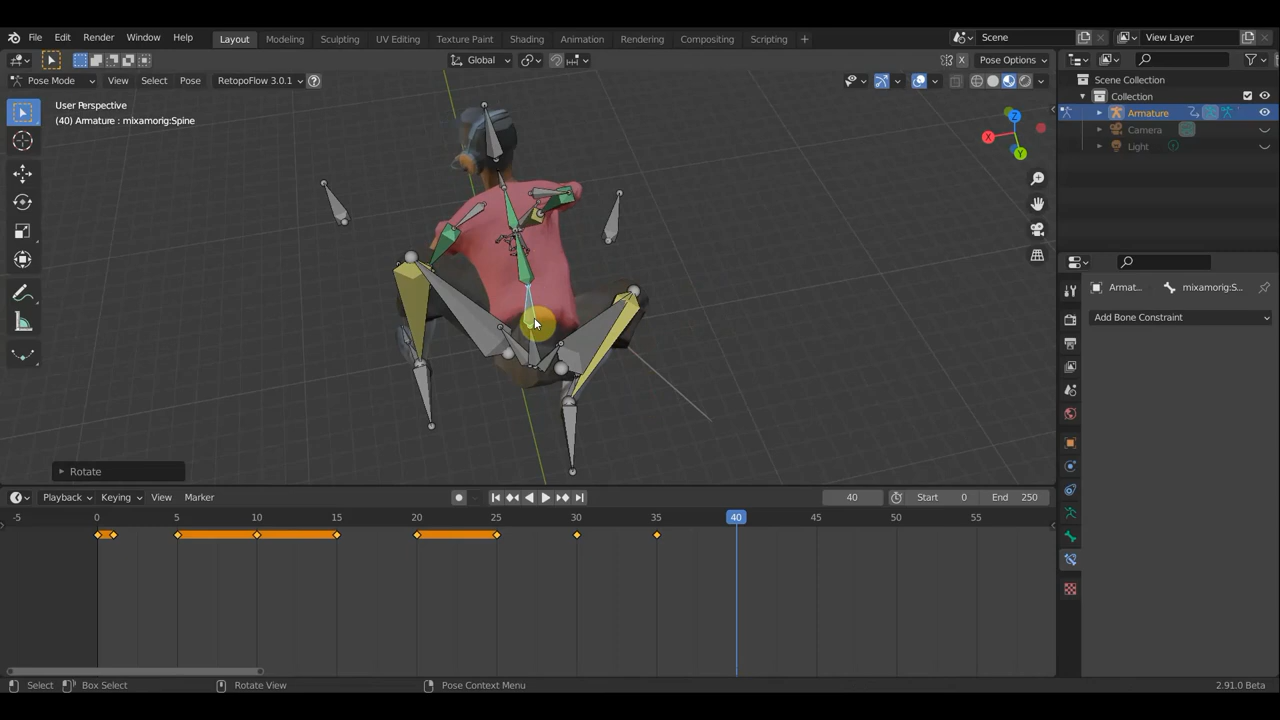 File Edit Render Window Help Layout Modeling Sculpting UV Editing Texture Paint Shading Animation Rendering Compositing Scripting + Scene View Layer
Global Pose Options
X
Pose Mode View Select Pose RetopoFlow 3.0.1 ?
Scene Collection
User Perspective
(40) Armature : mixamorig:Spine
Collection
Armature
Camera
Light
X
Z
Y
Armat... mixamorig:S...
Add Bone Constraint
Rotate
Playback Keying View Marker 40 Start 0 End 250
-5 0 5 10 15 20 25 30 35 40 45 50 55
Select Box Select Rotate View Pose Context Menu 2.91.0 Beta